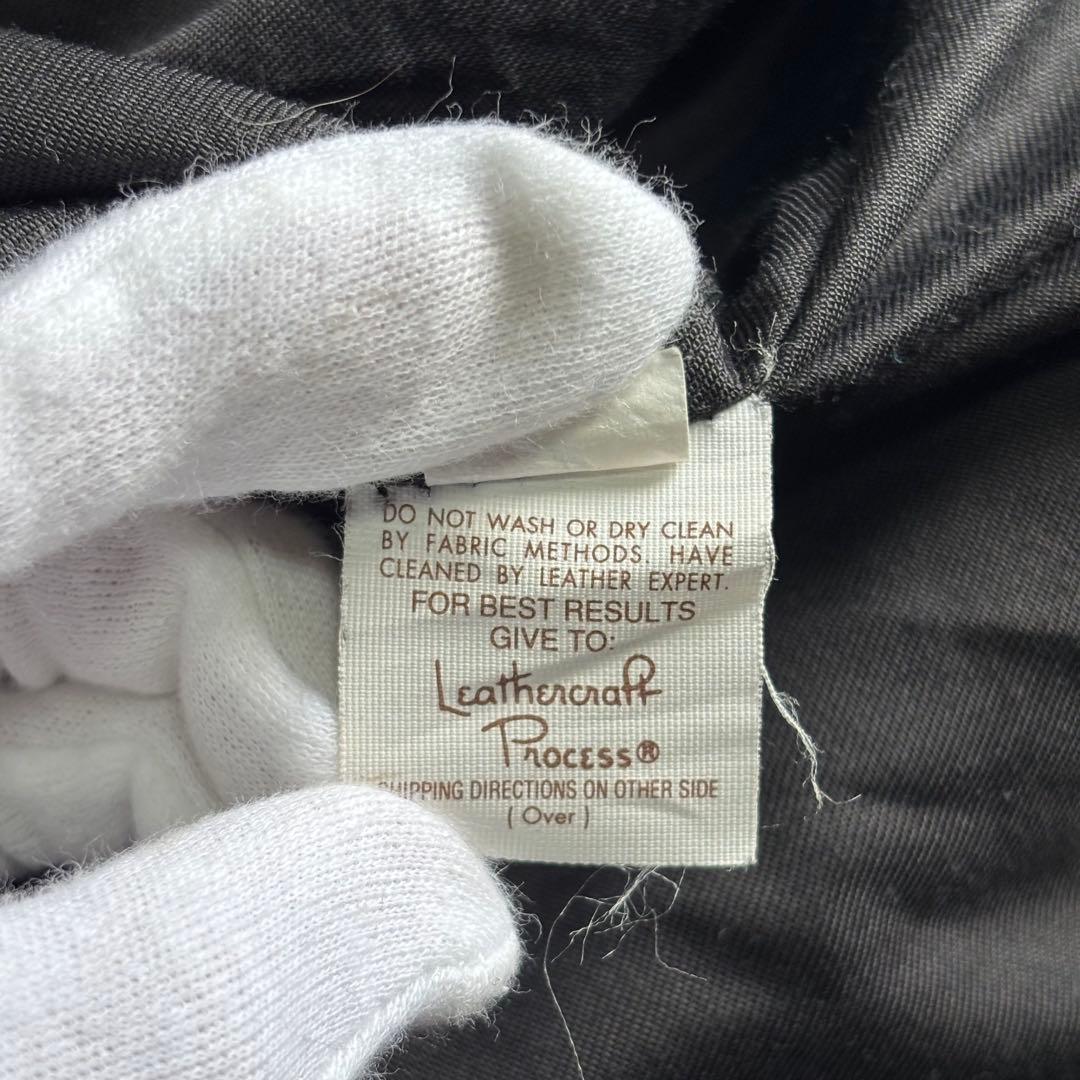 DO NOT WASH OR DRY CLEAN
BY FABRIC METHODS. HAVE
CLEANED BY LEATHER EXPERT.
FOR BEST RESULTS
GIVE TO:
Leathercraft
Process®
SHIPPING DIRECTIONS ON OTHER SIDE
( Over )